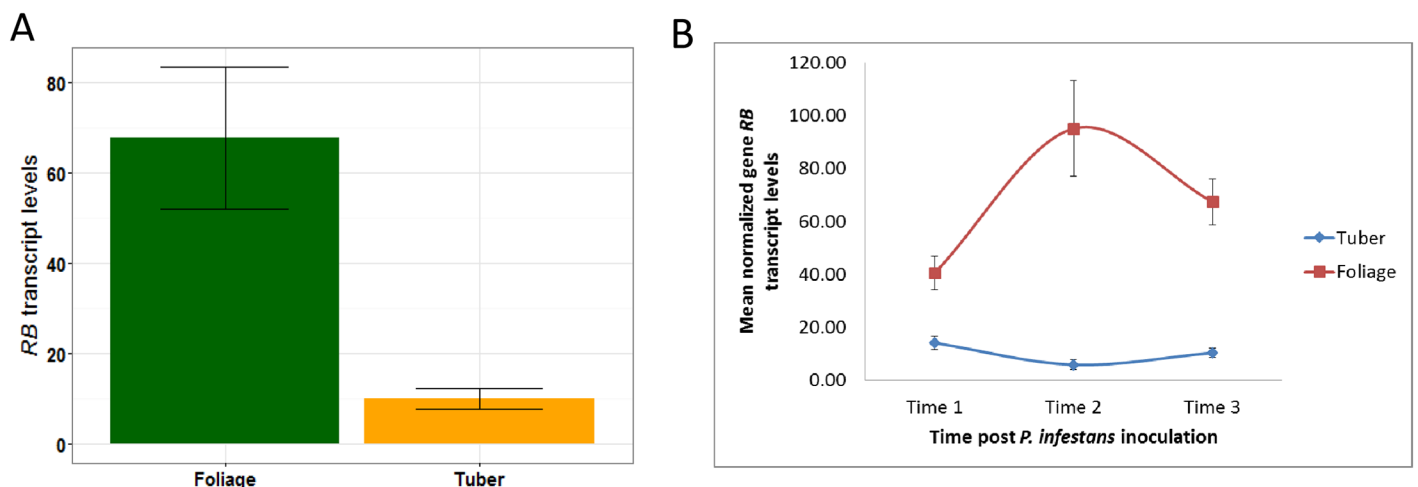 A
RB transcript levels
80
60
40
20
0
Foliage
Tuber
B
Mean normalized gene RB
transcript levels
120.00
100.00
80.00
60.00
40.00
20.00
0.00
Time 1
Time 2
Time 3
Time post P. infestans inoculation
Tuber
Foliage